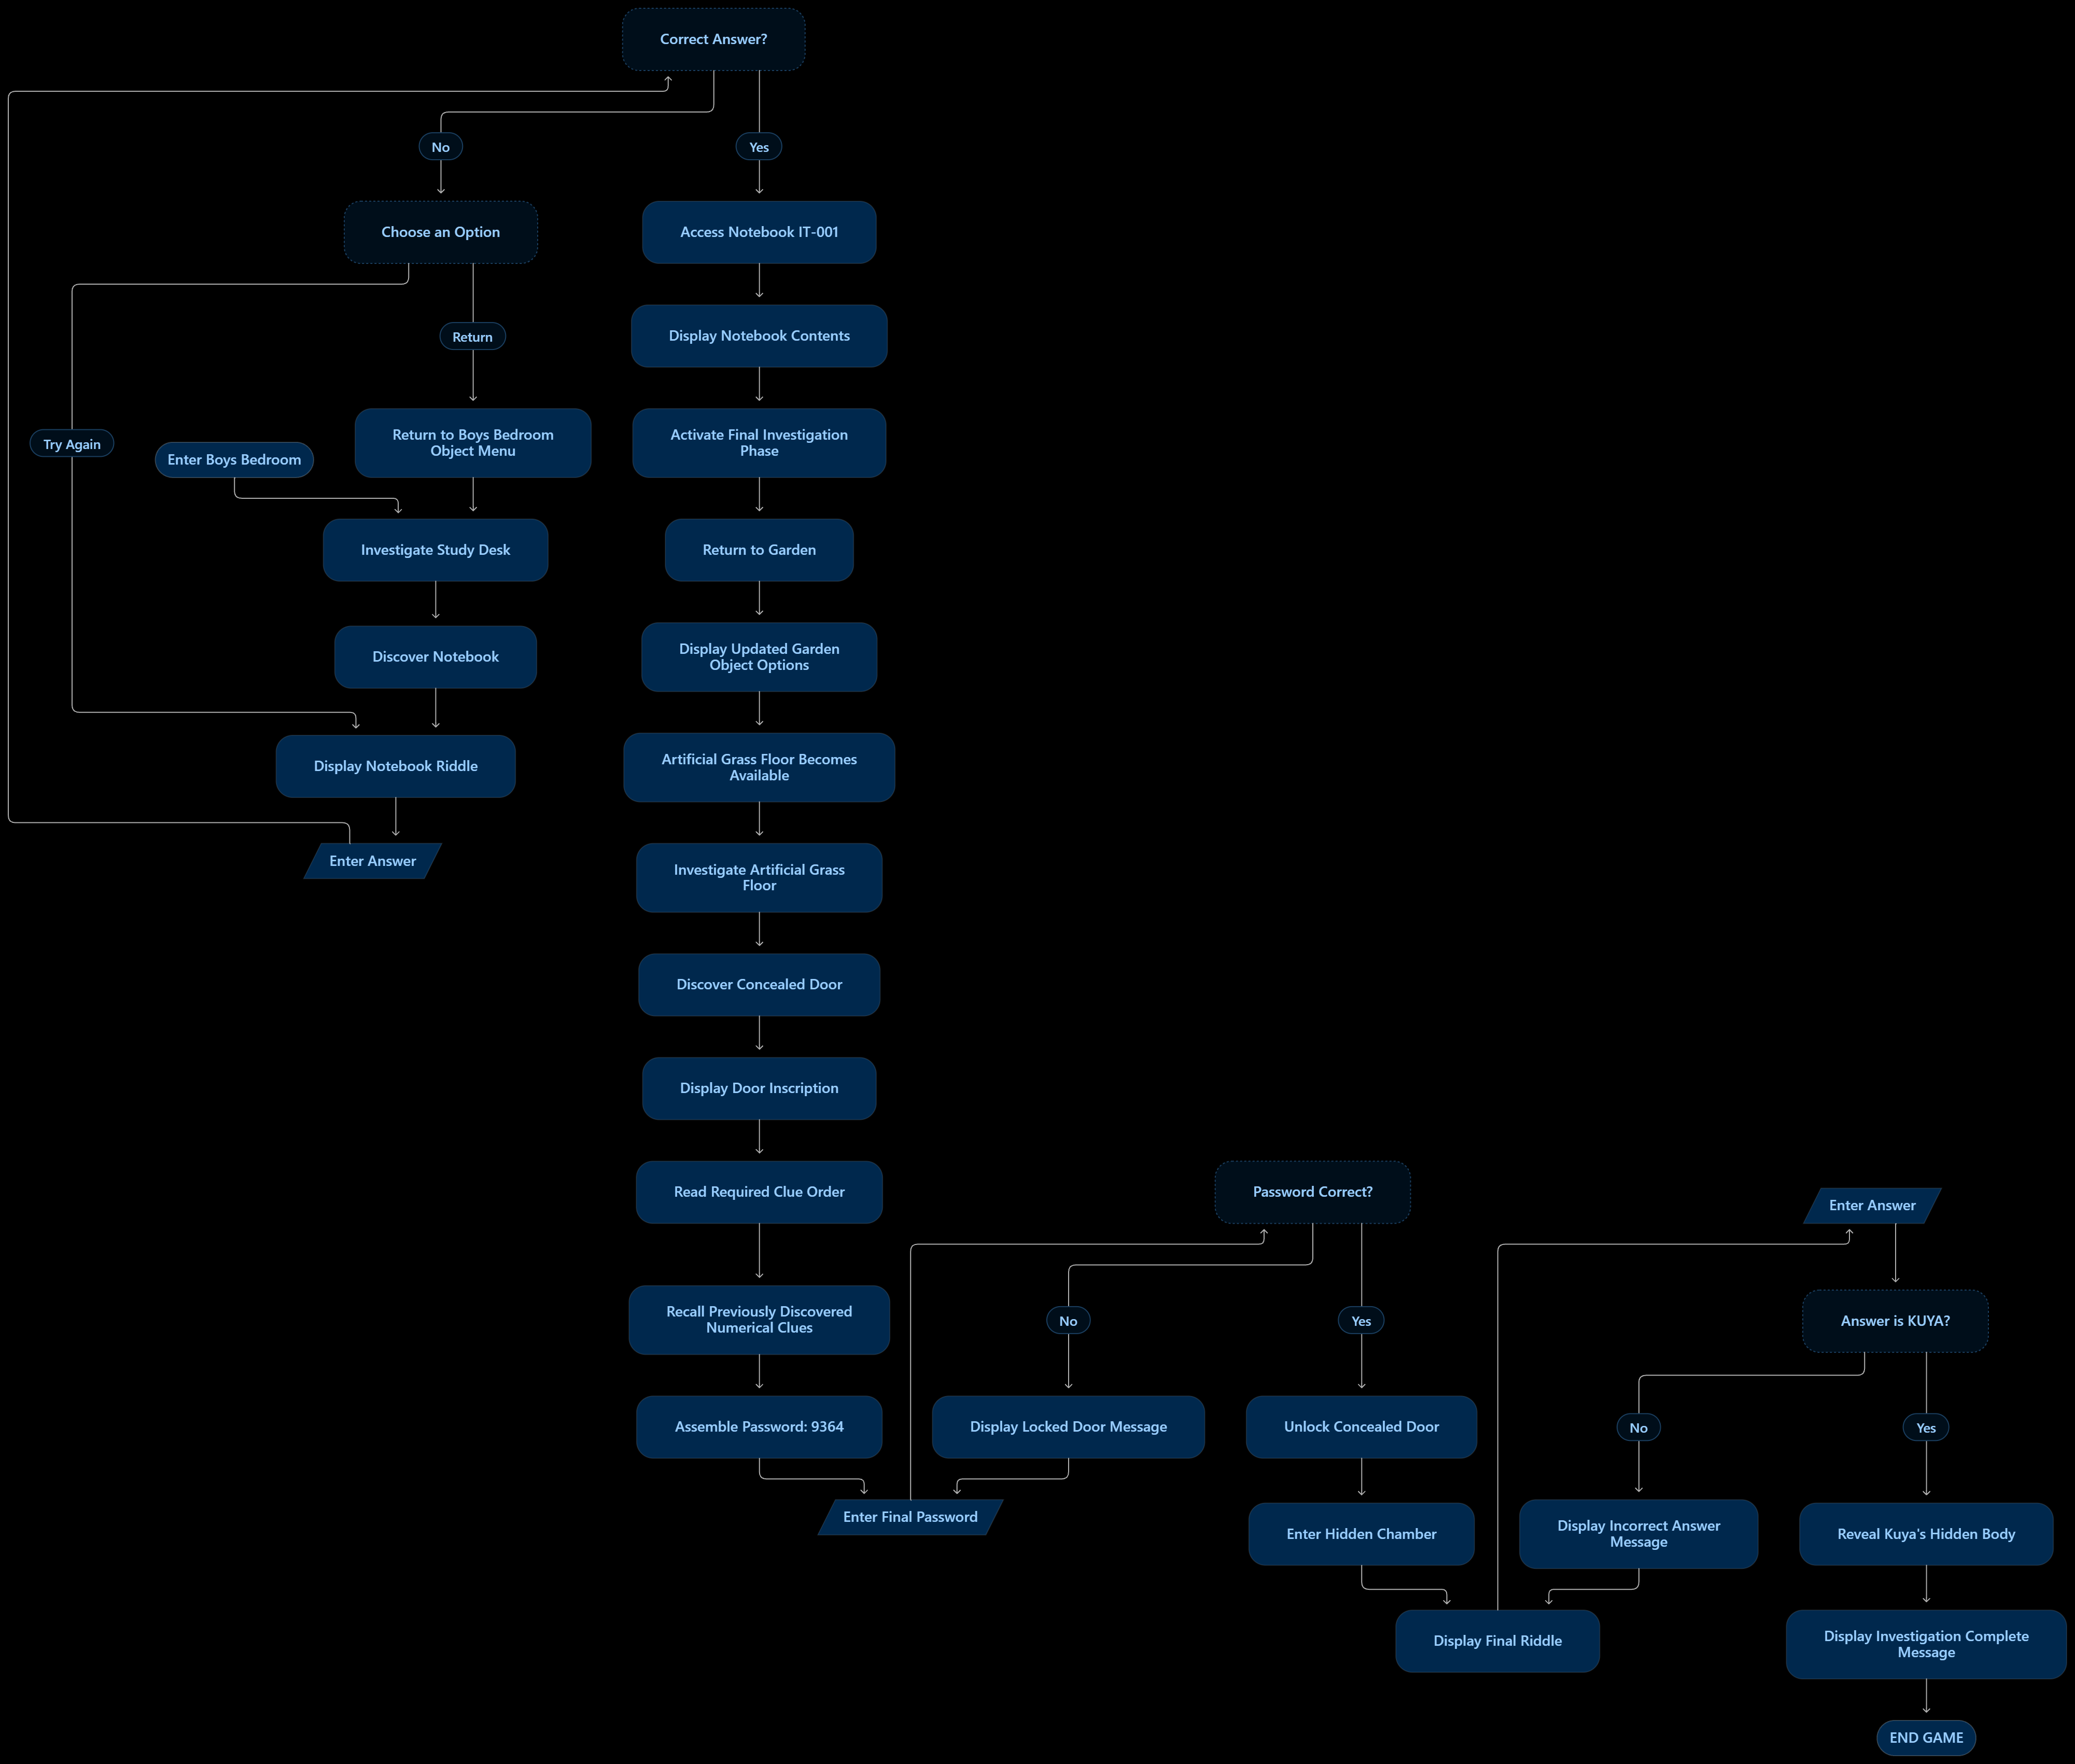 Correct Answer?
No
Yes
Choose an Option
Access Notebook IT-001
Display Notebook Contents
Return
Try Again
Enter Boys Bedroom
Return to Boys Bedroom
Object Menu
Activate Final Investigation
Phase
Investigate Study Desk
Return to Garden
Discover Notebook
Display Updated Garden
Object Options
Display Notebook Riddle
Artificial Grass Floor Becomes
Available
Enter Answer
Investigate Artificial Grass
Floor
Discover Concealed Door
Display Door Inscription
Read Required Clue Order
Password Correct?
Enter Answer
Recall Previously Discovered
Numerical Clues
No
Yes
Answer is KUYA?
Assemble Password: 9364
Display Locked Door Message
Unlock Concealed Door
No
Yes
Enter Final Password
Enter Hidden Chamber
Display Incorrect Answer
Message
Reveal Kuya's Hidden Body
Display Final Riddle
Display Investigation Complete
Message
END GAME